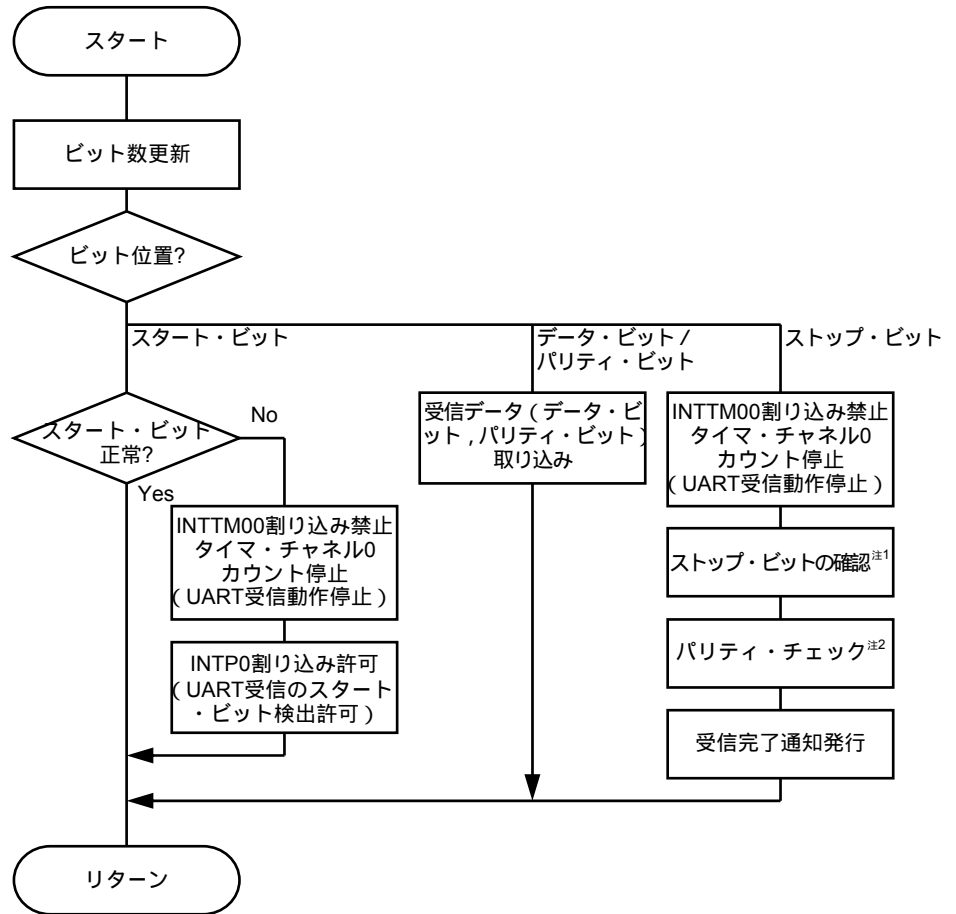 スタート
ビット数更新
ビット位置?
スタート・ビット
データ・ビット /
パリティ・ビット
ストップ・ビット
スタート・ビット
正常?
No
Yes
INTTM00割り込み禁止
タイマ・チャネル0
カウント停止
(UART受信動作停止)
INTP0割り込み許可
(UART受信のスタート
・ビット検出許可)
受信データ(データ・ビ
ット,パリティ・ビット)
取り込み
INTTM00割り込み禁止
タイマ・チャネル0
カウント停止
(UART受信動作停止)
ストップ・ビットの確認注1
パリティ・チェック注2
受信完了通知発行
リターン